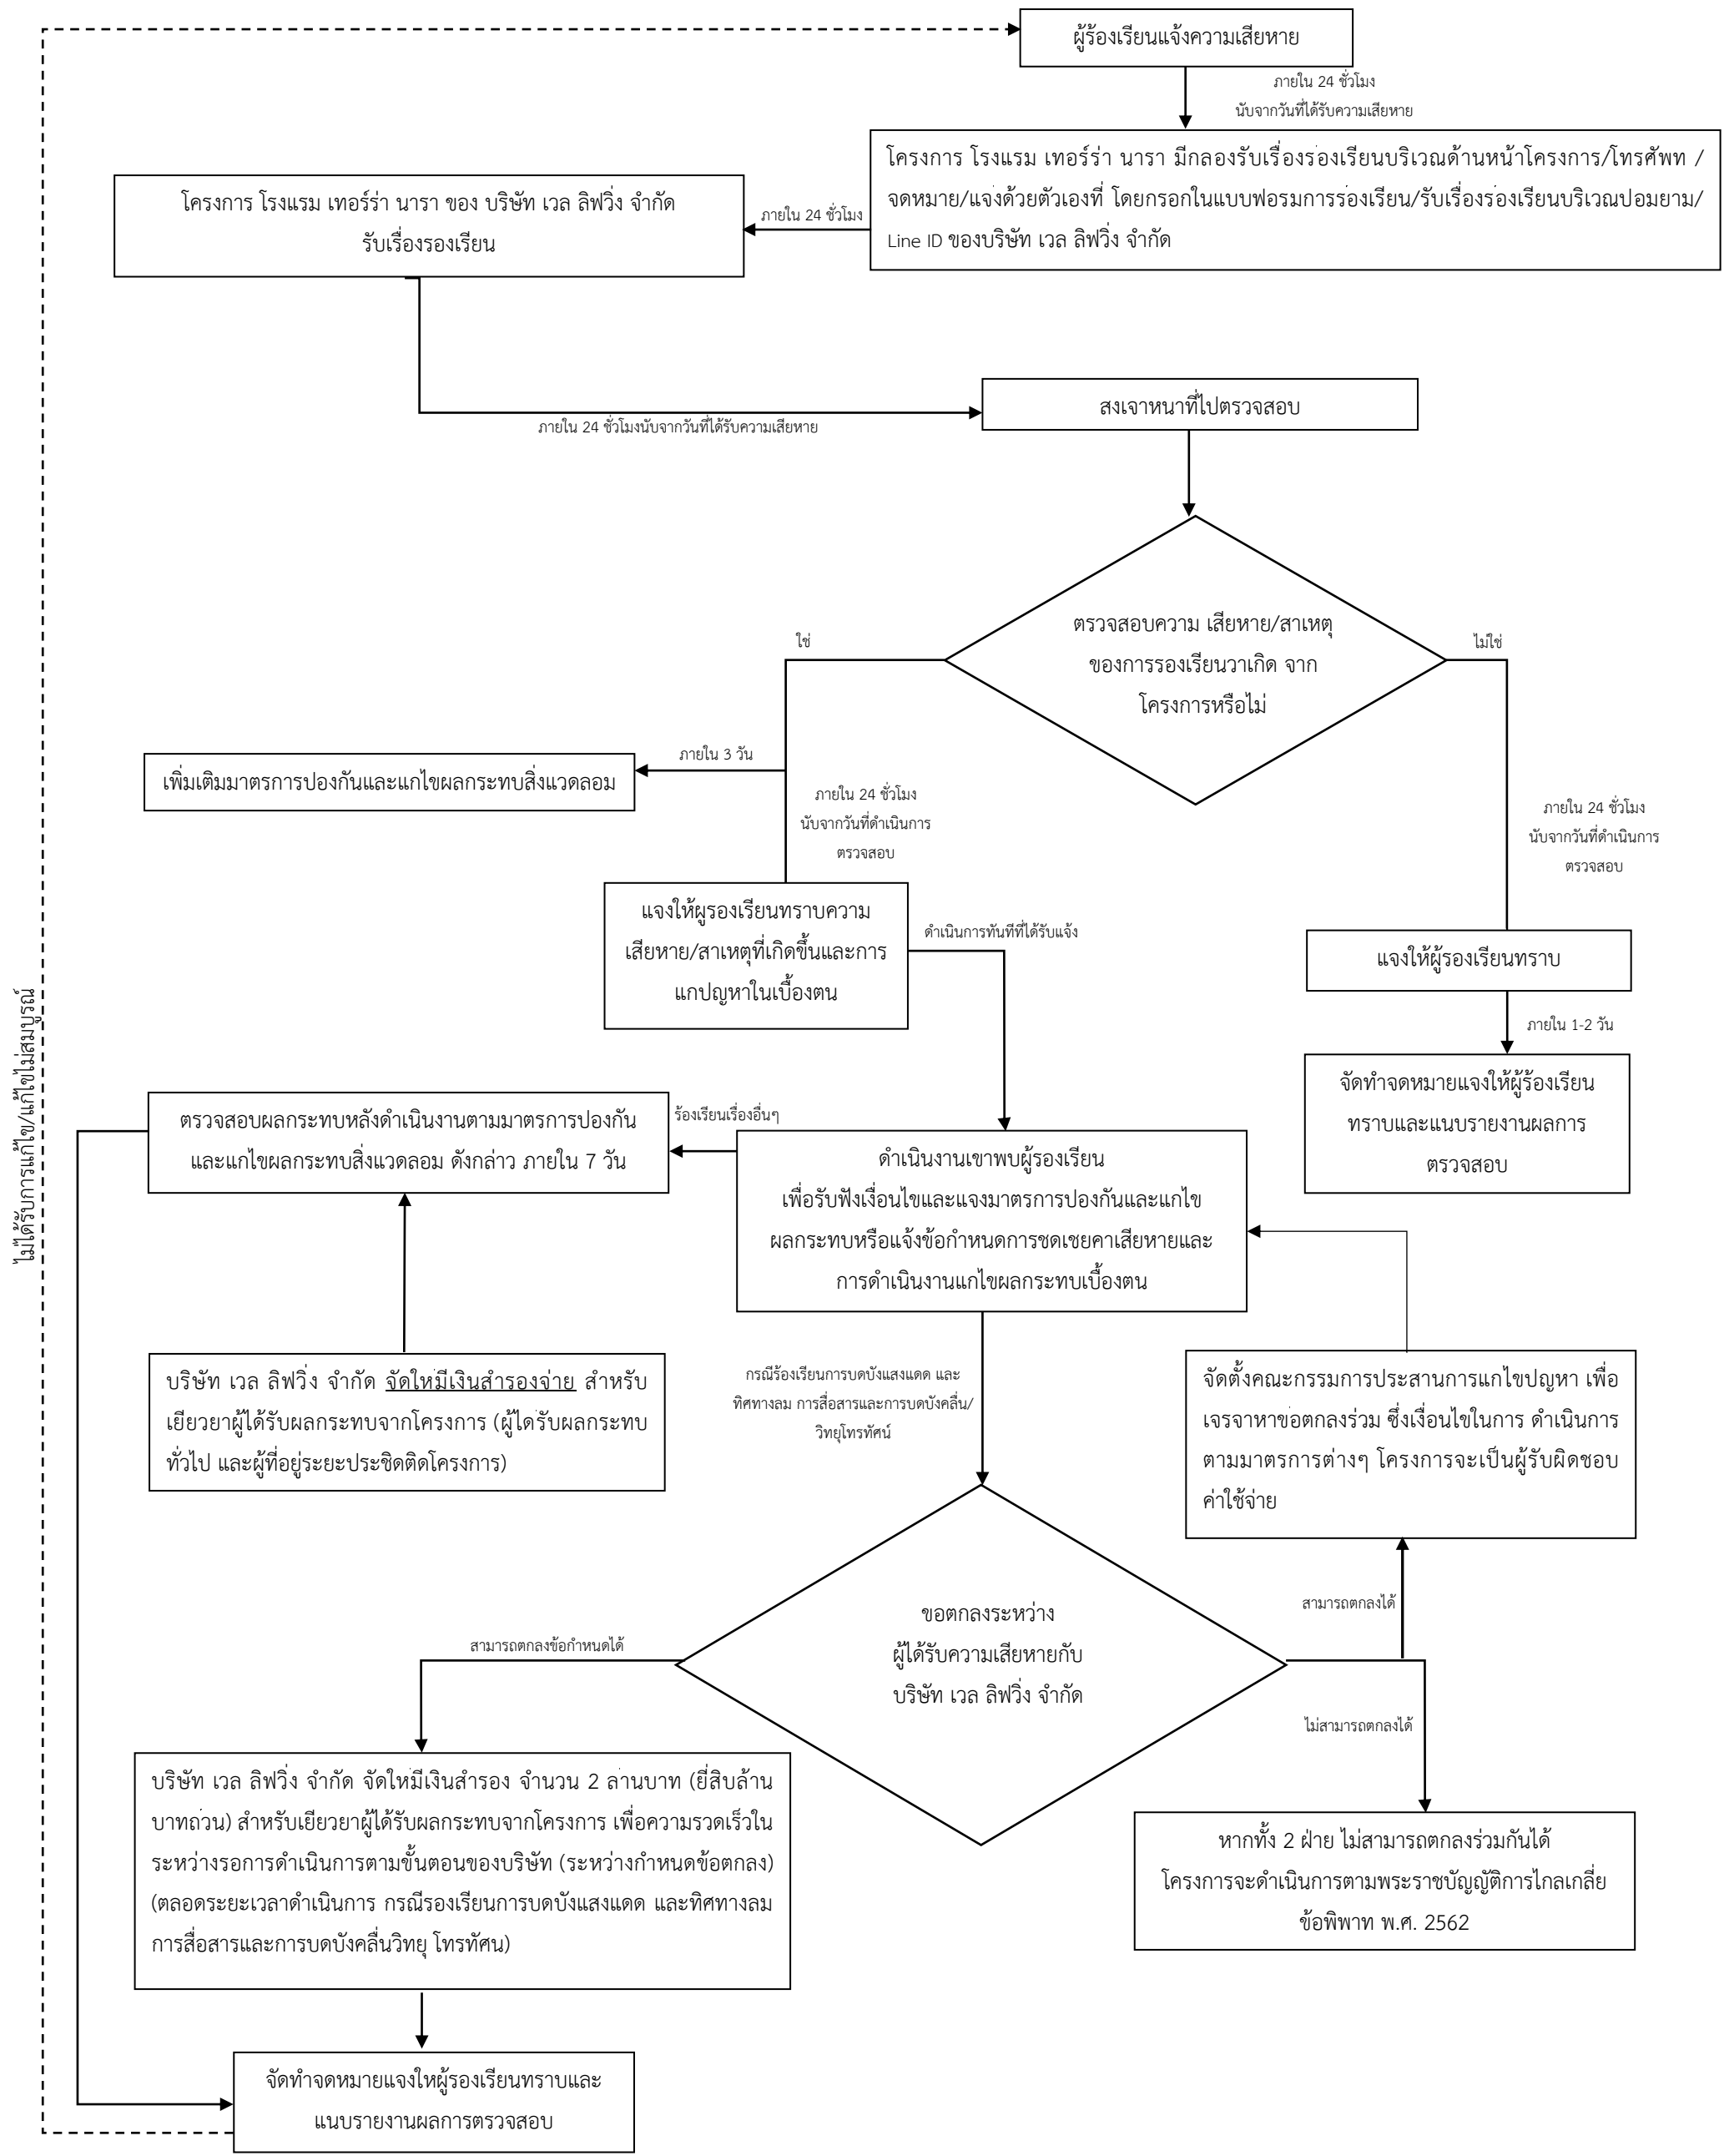 ผู้ร้องเรียนแจ้งความเสียหาย
ภายใน 24 ชั่วโมง
นับจากวันที่ได้รับความเสียหาย
โครงการ โรงแรม เทอร์ร่า นารา มีกลองรับเรื่องร่องเรียนบริเวณด้านหน้าโครงการ/โทรศัพท /
จดหมาย/แจ่งด้วยตัวเองที่ โดยกรอกในแบบฟอรมการร่องเรียน/รับเรื่องร่องเรียนบริเวณปอมยาม/
Line ID ของบริษัท เวล ลิฟวิ่ง จำกัด
ภายใน 24 ชั่วโมง
โครงการ โรงแรม เทอร์ร่า นารา ของ บริษัท เวล ลิฟวิ่ง จำกัด
รับเรื่องรองเรียน
ภายใน 24 ชั่วโมงนับจากวันที่ได้รับความเสียหาย
สงเจาหนาที่ไปตรวจสอบ
ตรวจสอบความ เสียหาย/สาเหตุ
ของการรองเรียนวาเกิด จาก
โครงการหรือไม่
ใช่
ไม่ใช่
ภายใน 3 วัน
เพิ่มเติมมาตรการปองกันและแกไขผลกระทบสิ่งแวดลอม
ภายใน 24 ชั่วโมง
นับจากวันที่ดำเนินการ
ตรวจสอบ
ภายใน 24 ชั่วโมง
นับจากวันที่ดำเนินการ
ตรวจสอบ
แจงให้ผูรองเรียนทราบความ
เสียหาย/สาเหตุที่เกิดขึ้นและการ
แกปญหาในเบื้องตน
ดำเนินการทันทีที่ได้รับแจ้ง
แจงให้ผู้รองเรียนทราบ
ภายใน 1-2 วัน
จัดทำจดหมายแจงให้ผู้ร้องเรียน
ทราบและแนบรายงานผลการ
ตรวจสอบ
ไม่ได้รับการแก้ไข/แก้ไขไม่สมบูรณ์
ตรวจสอบผลกระทบหลังดำเนินงานตามมาตรการปองกัน
และแกไขผลกระทบสิ่งแวดลอม ดังกล่าว ภายใน 7 วัน
ร้องเรียนเรื่องอื่นๆ
ดำเนินงานเขาพบผู้รองเรียน
เพื่อรับฟังเงื่อนไขและแจงมาตรการปองกันและแกไข
ผลกระทบหรือแจ้งข้อกำหนดการชดเชยคาเสียหายและ
การดำเนินงานแกไขผลกระทบเบื้องตน
บริษัท เวล ลิฟวิ่ง จำกัด จัดใหมีเงินสำรองจ่าย สำหรับ
เยียวยาผู้ได้รับผลกระทบจากโครงการ (ผู้ไดรับผลกระทบ
ทั่วไป และผู้ที่อยู่ระยะประชิดติดโครงการ)
กรณีร้องเรียนการบดบังแสงแดด และ
ทิศทางลม การสื่อสารและการบดบังคลื่น/
วิทยุโทรทัศน์
จัดตั้งคณะกรรมการประสานการแกไขปญหา เพื่อ
เจรจาหาขอตกลงร่วม ซึ่งเงื่อนไขในการ ดำเนินการ
ตามมาตรการต่างๆ โครงการจะเป็นผู้รับผิดชอบ
ค่าใช้จ่าย
ขอตกลงระหว่าง
ผู้ได้รับความเสียหายกับ
บริษัท เวล ลิฟวิ่ง จำกัด
สามารถตกลงได้
สามารถตกลงข้อกำหนดได้
ไม่สามารถตกลงได้
บริษัท เวล ลิฟวิ่ง จำกัด จัดใหมีเงินสำรอง จำนวน 2 ลานบาท (ยี่สิบล้าน
บาทถวน) สำหรับเยียวยาผู้ได้รับผลกระทบจากโครงการ เพื่อความรวดเร็วใน
ระหว่างรอการดำเนินการตามขั้นตอนของบริษัท (ระหว่างกำหนดข้อตกลง)
(ตลอดระยะเวลาดำเนินการ กรณีรองเรียนการบดบังแสงแดด และทิศทางลม
การสื่อสารและการบดบังคลื่นวิทยุ โทรทัศน)
หากทั้ง 2 ฝ่าย ไม่สามารถตกลงร่วมกันได้
โครงการจะดำเนินการตามพระราชบัญญัติการไกลเกลี่ย
ข้อพิพาท พ.ศ. 2562
จัดทำจดหมายแจงใหผู้รองเรียนทราบและ
แนบรายงานผลการตรวจสอบ